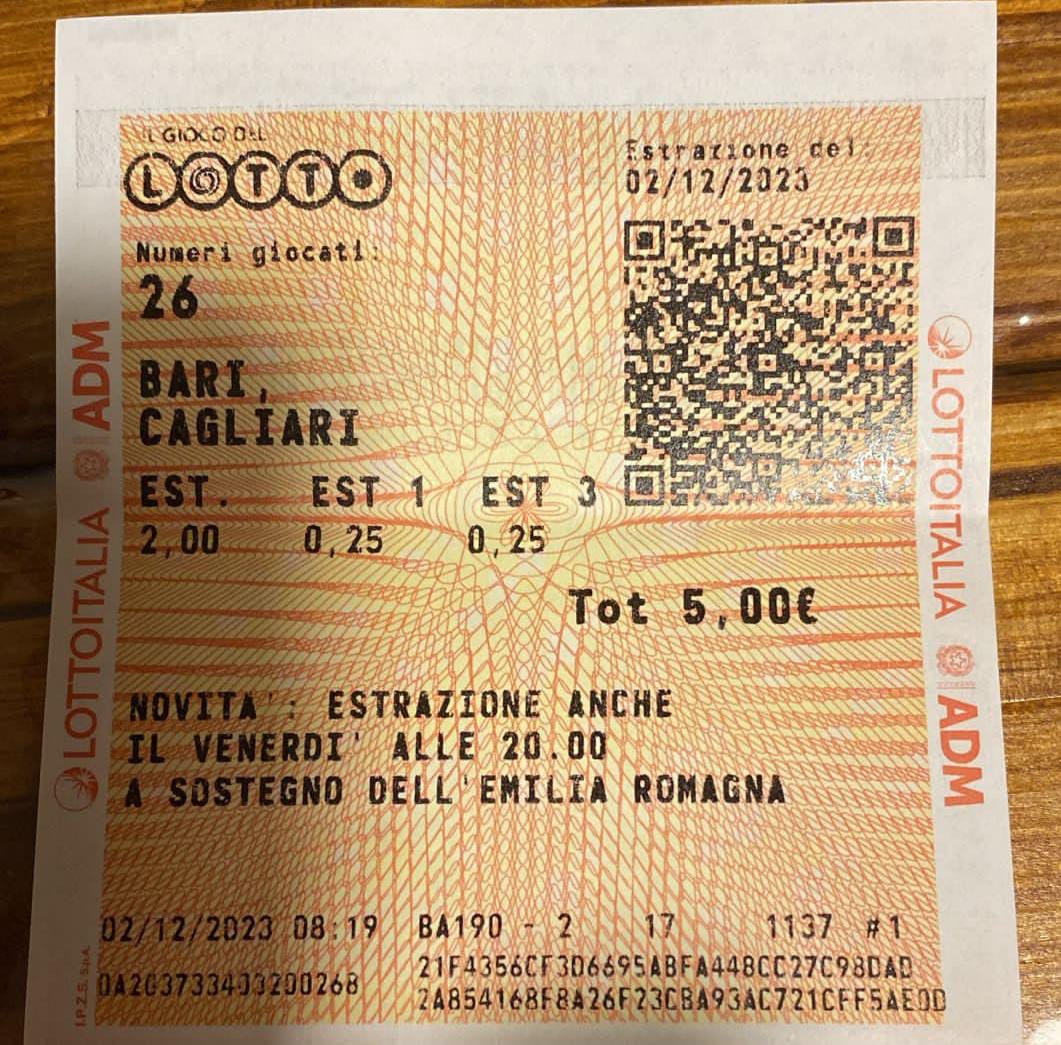 IL GIOCO DEL
LOTTO
Estrazione del:
02/12/2023
Numeri giocati:
26
BARI,
CAGLIARI
EST. EST 1 EST 3
2,00 0,25 0,25
Tot 5,00€
NOVITA': ESTRAZIONE ANCHE
IL VENERDI' ALLE 20.00
A SOSTEGNO DELL'EMILIA ROMAGNA
02/12/2023 08:19 BA190 - 2 17 1137 #1
21F4356CF3D6695ABFA448CC27C98DAD
0A203733403200268
2A854168F8A26F23CBA93AC721CFF5AE0D
LOTTOITALIA ADM
LOTTOITALIA ADM
I.P.Z.S. S.p.A.